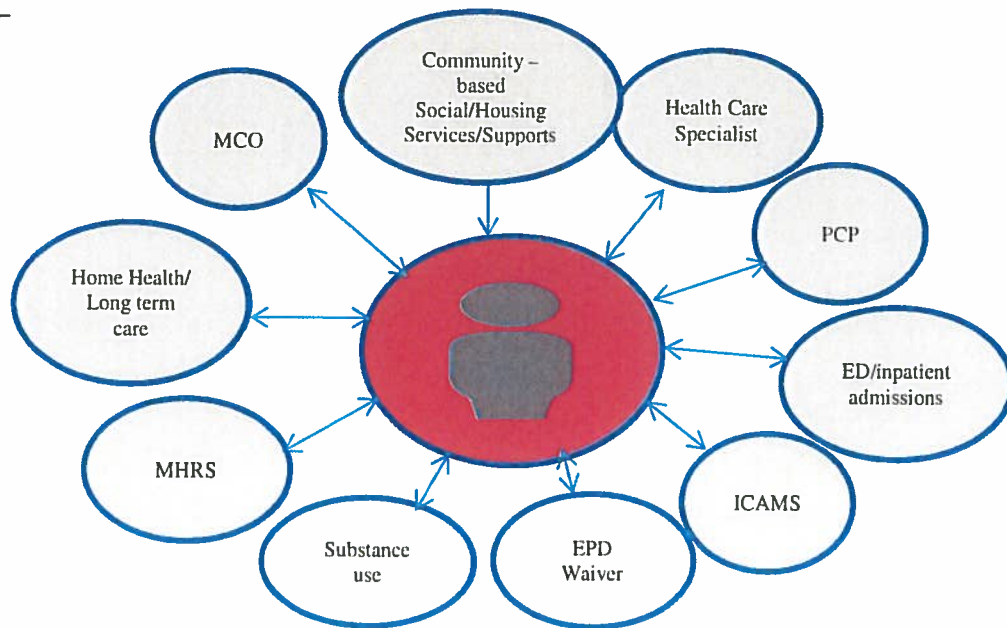 Community –
based
Social/Housing
Services/Supports
Health Care
Specialist
MCO
PCP
Home Health/
Long term
care
ED/inpatient
admissions
MHRS
ICAMS
Substance
use
EPD
Waiver